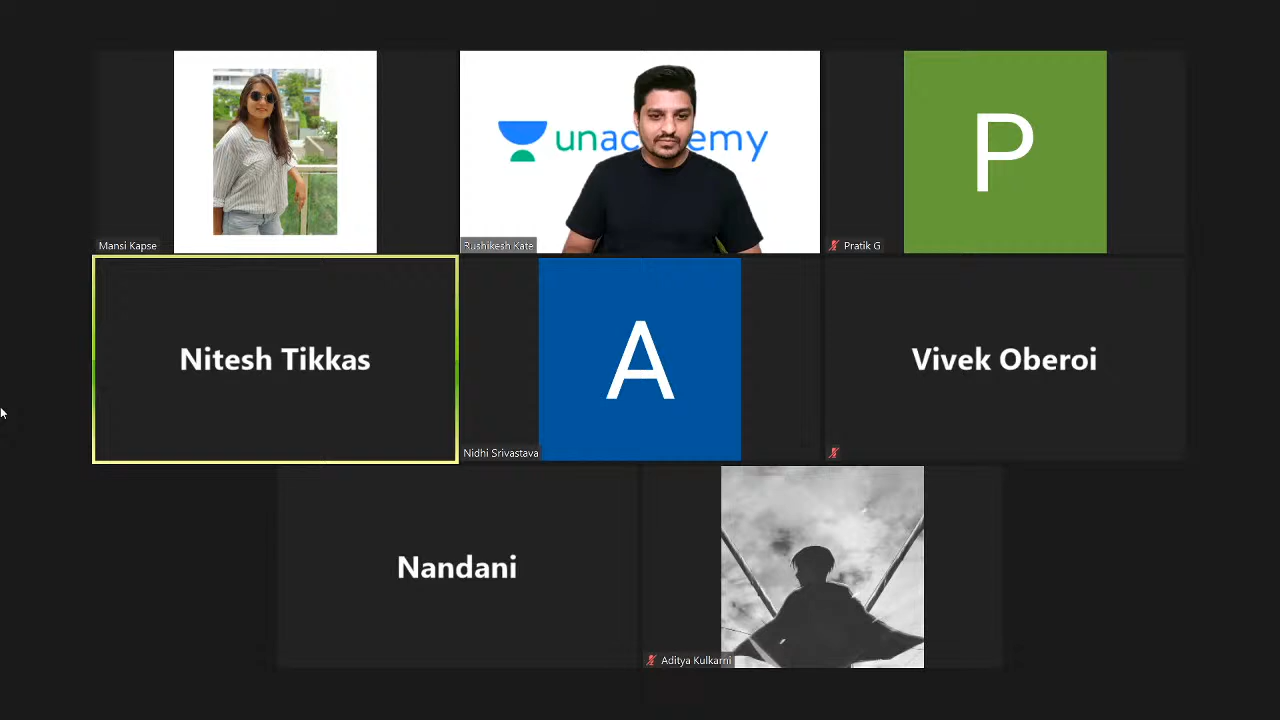 unacademy
Mansi Kapse
Rushikesh Kate
P
Pratik G
Nitesh Tikkas
A
Nidhi Srivastava
Vivek Oberoi
Nandani
Aditya Kulkarni